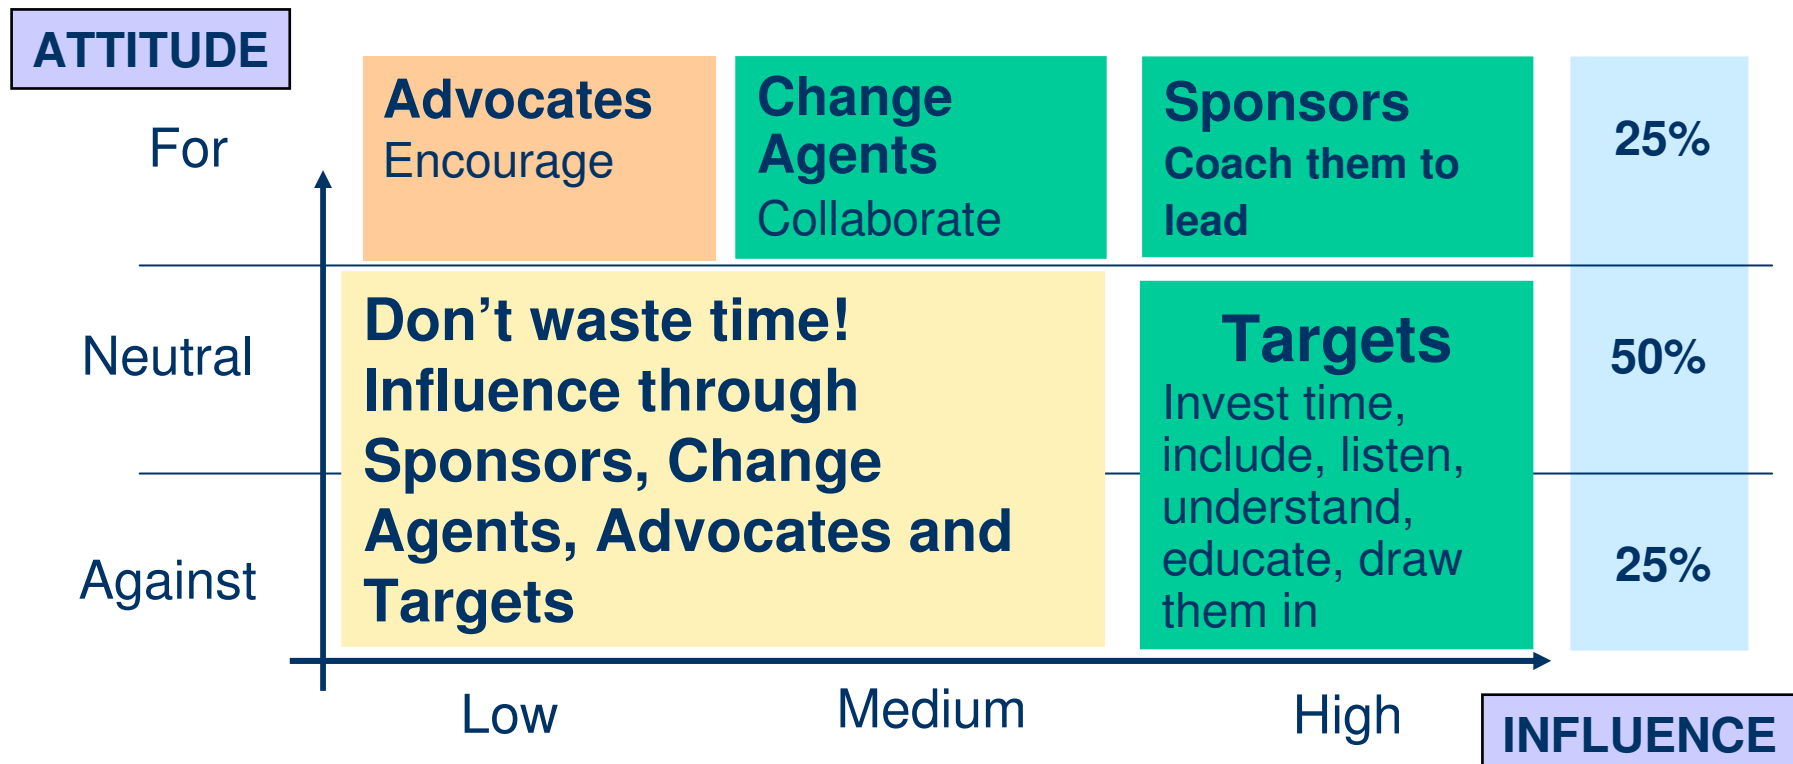 ATTITUDE
For
Advocates
Encourage
Change
Agents
Collaborate
Sponsors
Coach them to
lead
25%
Neutral
Don’t waste time!
Influence through
Sponsors, Change
Agents, Advocates and
Targets
Targets
Invest time,
include, listen,
understand,
educate, draw
them in
50%
Against
25%
Low
Medium
High
INFLUENCE